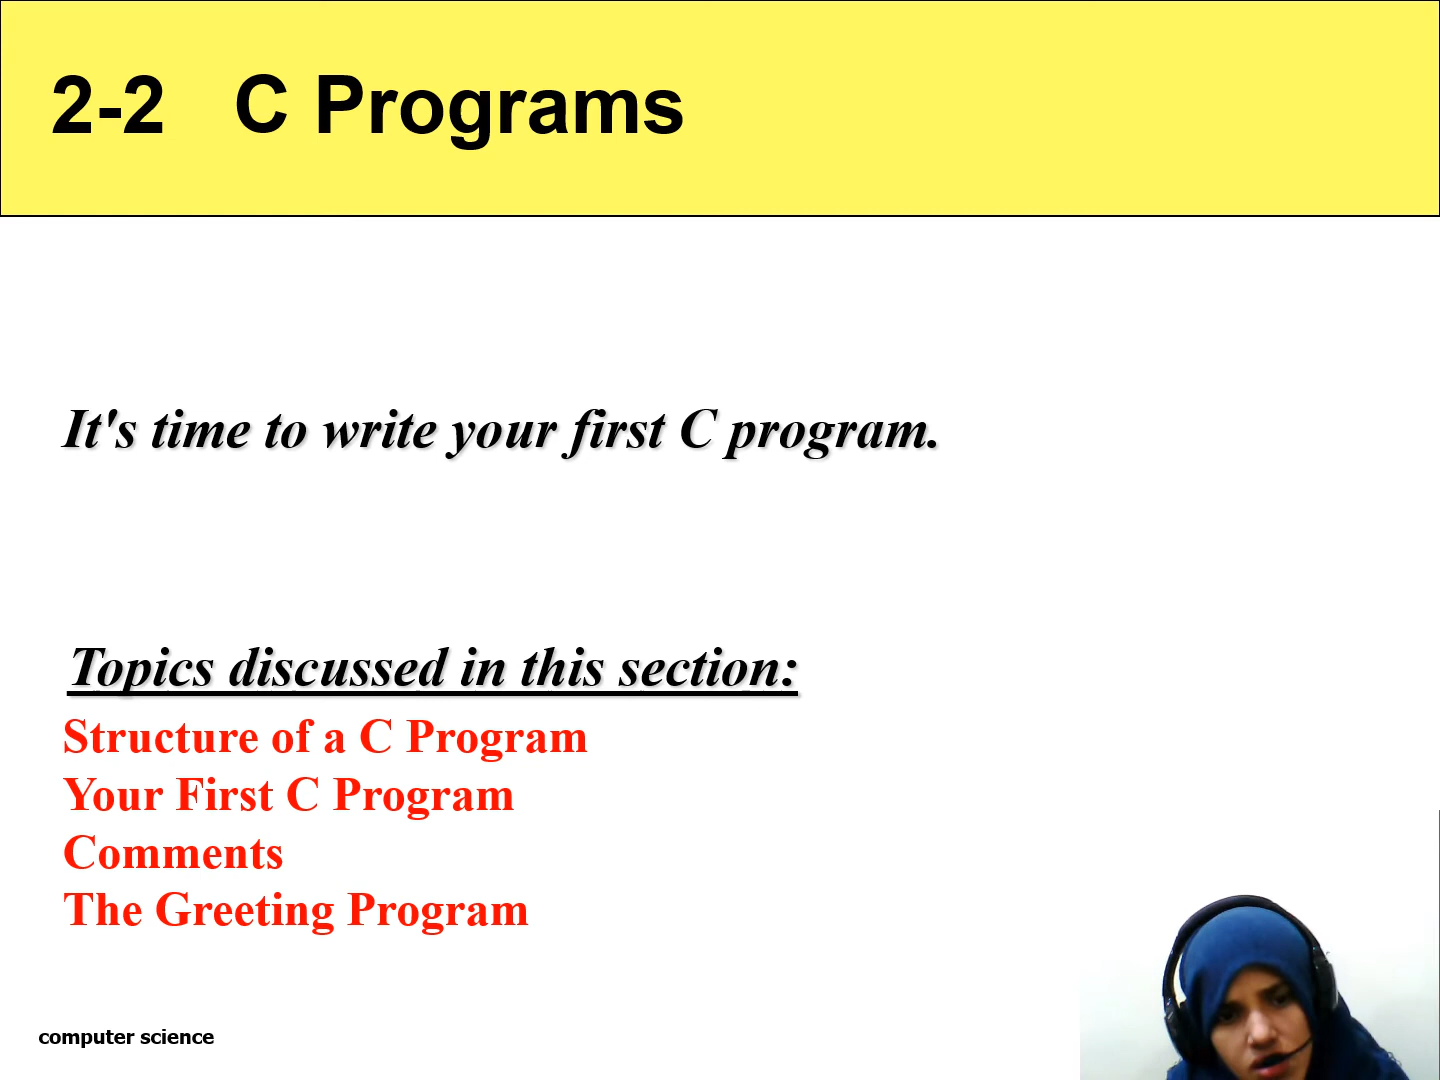 2-2 C Programs
It's time to write your first C program.
Topics discussed in this section:
Structure of a C Program
Your First C Program
Comments
The Greeting Program
computer science